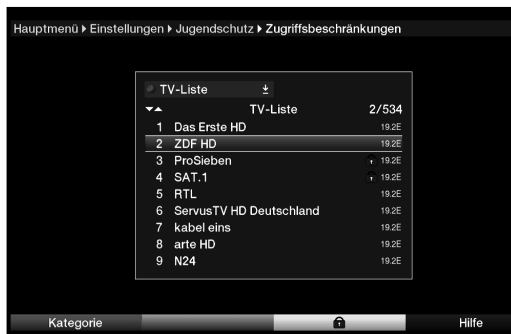 Hauptmenü ▸ Einstellungen ▸ Jugendschutz ▸ Zugriffsbeschränkungen
TV-Liste
TV-Liste 2/534
1 Das Erste HD 19.2E
2 ZDF HD 19.2E
3 ProSieben 19.2E
4 SAT.1 19.2E
5 RTL 19.2E
6 ServusTV HD Deutschland 19.2E
7 kabel eins 19.2E
8 arte HD 19.2E
9 N24 19.2E
Kategorie Hilfe